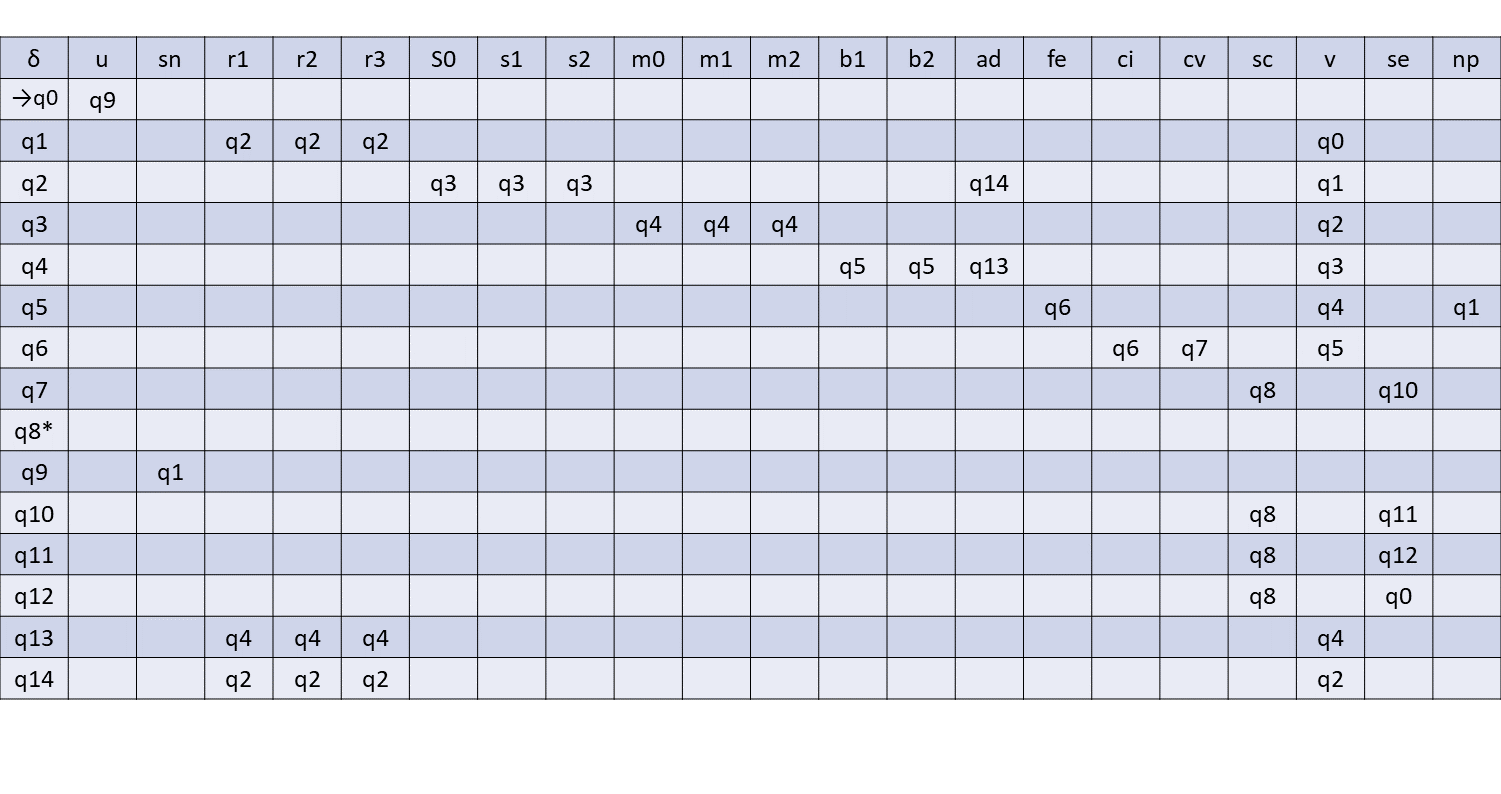 δ u sn r1 r2 r3 S0 s1 s2 m0 m1 m2 b1 b2 ad fe ci cv sc v se np
→q0 q9
q1 q2 q2 q2 q0
q2 q3 q3 q3 q14 q1
q3 q4 q4 q4 q2
q4 q5 q5 q13 q3
q5 q6 q4 q1
q6 q6 q7 q5
q7 q8 q10
q8*
q9 q1
q10 q8 q11
q11 q8 q12
q12 q8 q0
q13 q4 q4 q4 q4
q14 q2 q2 q2 q2